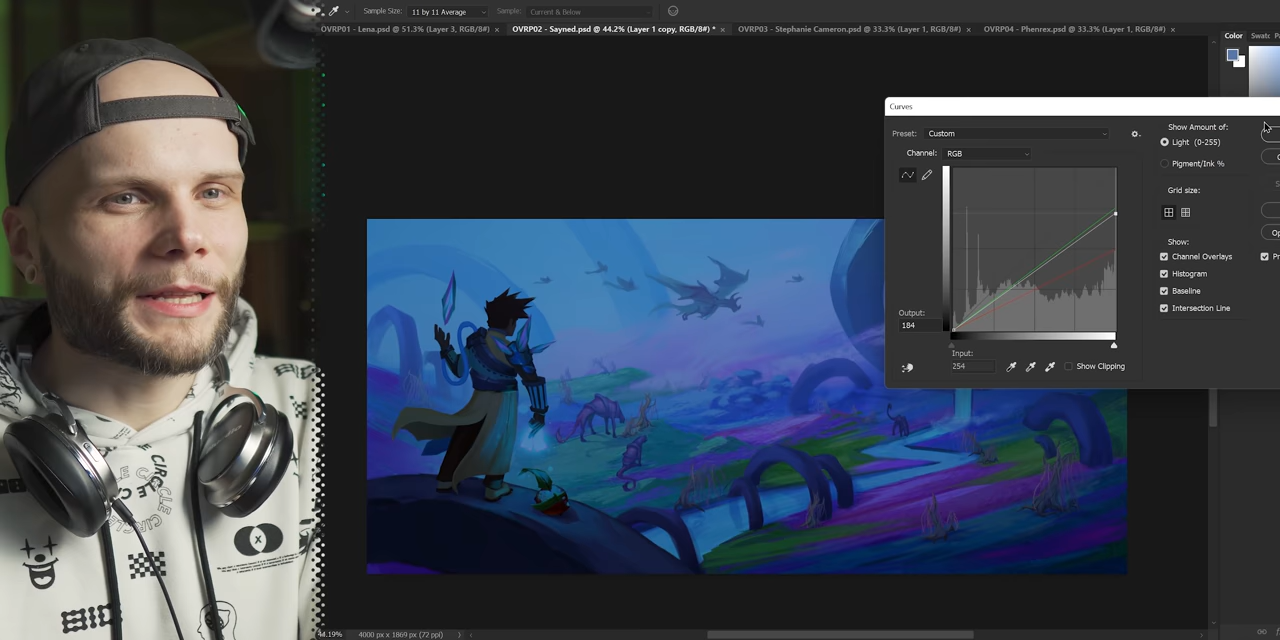 Sample Size: 11 by 11 Average Sample: Current & Below
OVRP01 - Lena.psd @ 51.3% (Layer 3, RGB/8#) × OVRP02 - Sayned.psd @ 44.2% (Layer 1 copy, RGB/8#) * × OVRP03 - Stephanie Cameron.psd @ 33.3% (Layer 1, RGB/8#) × OVRP04 - Phenrex.psd @ 33.3% (Layer 1, RGB/8#) ×
Color Swatc
Curves
Preset: Custom
Channel: RGB
Show Amount of:
Light (0-255)
Pigment/Ink %
Grid size:
Show:
Channel Overlays
Histogram
Baseline
Intersection Line
Output:
184
Input:
254
Show Clipping
CIRCLE
CIRCLE
44.19% 4000 px x 1869 px (72 ppi)